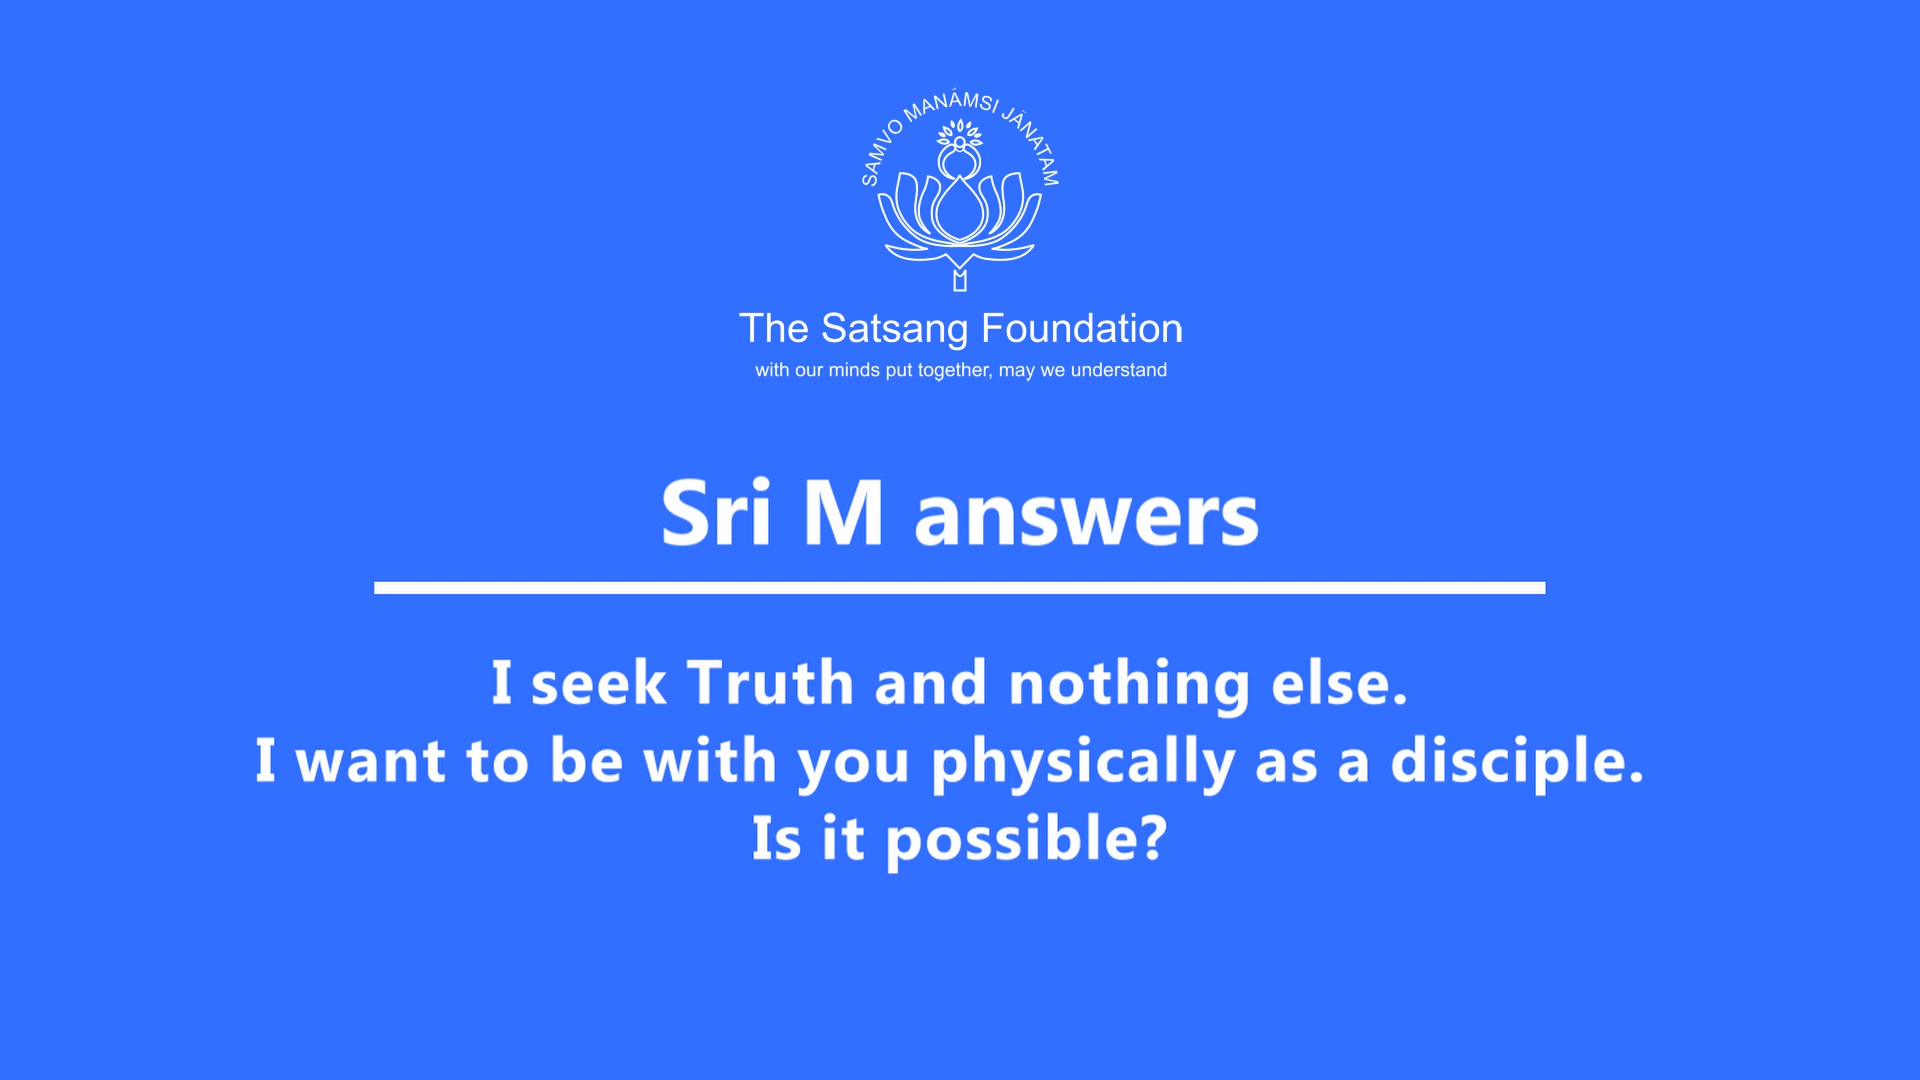 SAMVO MANĀMSI JĀNATAM
The Satsang Foundation
with our minds put together, may we understand
Sri M answers
I seek Truth and nothing else.
I want to be with you physically as a disciple.
Is it possible?